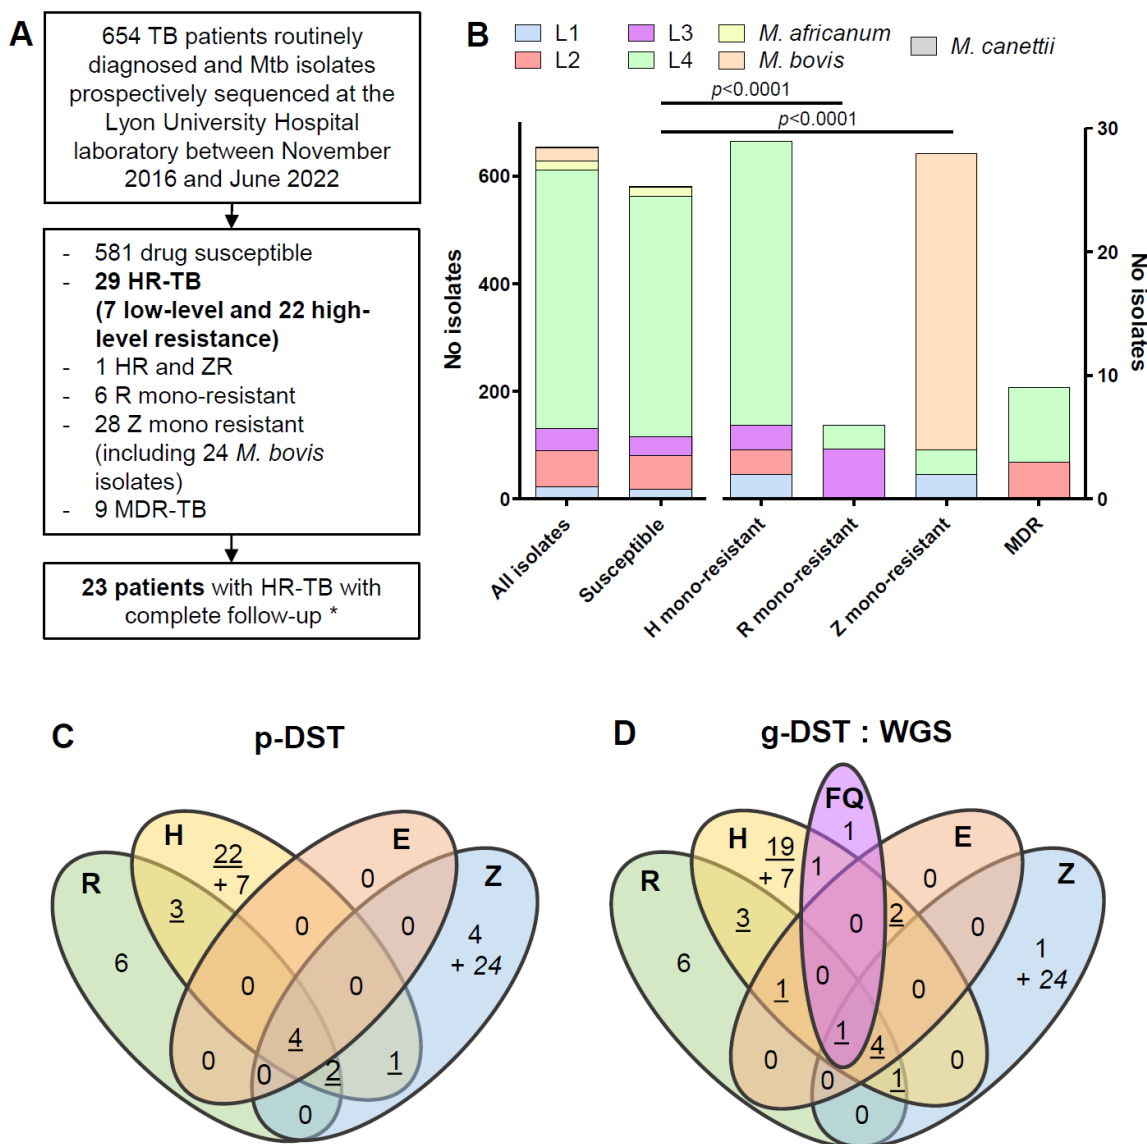 A
654 TB patients routinely
diagnosed and Mtb isolates
prospectively sequenced at the
Lyon University Hospital
laboratory between November
2016 and June 2022
- 581 drug susceptible
- 29 HR-TB
(7 low-level and 22 high-
level resistance)
- 1 HR and ZR
- 6 R mono-resistant
- 28 Z mono resistant
(including 24 M. bovis
isolates)
- 9 MDR-TB
23 patients with HR-TB with
complete follow-up *
B
L1
L2
L3
L4
M. africanum
M. bovis
M. canettii
p<0.0001
p<0.0001
No isolates
600
400
200
0
30
20
10
0
No isolates
All isolates
Susceptible
H mono-resistant
R mono-resistant
Z mono-resistant
MDR
C
p-DST
R
H
E
Z
22
+ 7
0
3
0
0
4
+ 24
6
0
0
4
0
0
2
1
0
D
g-DST : WGS
FQ
R
H
E
Z
1
19
+ 7
1
0
3
0
2
0
1
+ 24
6
0
1
0
1
4
0
0
1
0
0